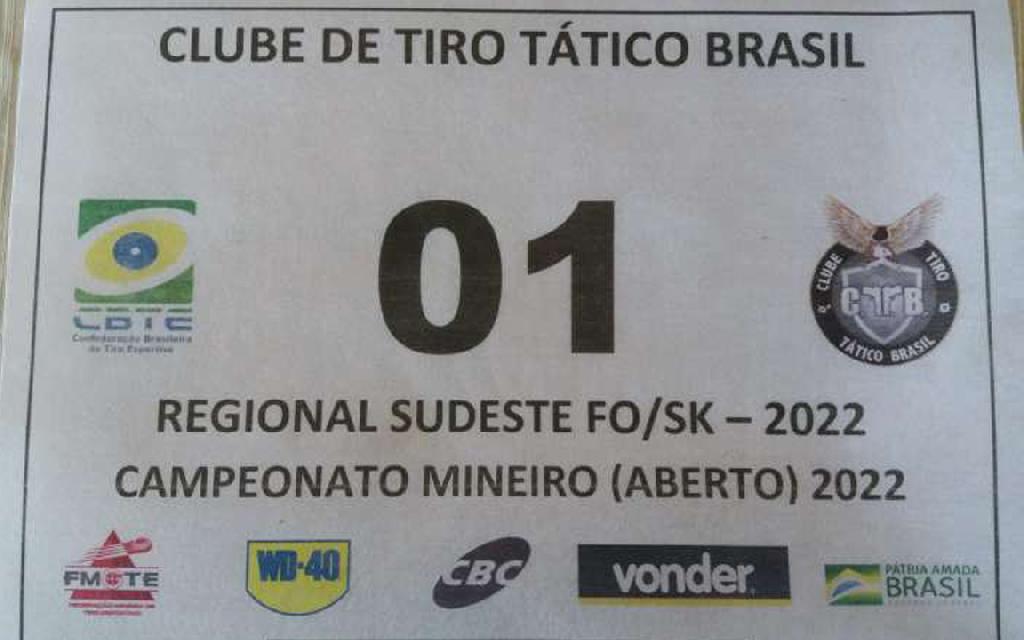 CLUBE DE TIRO TÁTICO BRASIL
01
CBTE
Confederação Brasileira
de Tiro Esportivo
CLUBE TIRO
CTTB
TÁTICO BRASIL
REGIONAL SUDESTE FO/SK – 2022
CAMPEONATO MINEIRO (ABERTO) 2022
FMTE
WD-40
CBC
vonder
PÁTRIA AMADA
BRASIL